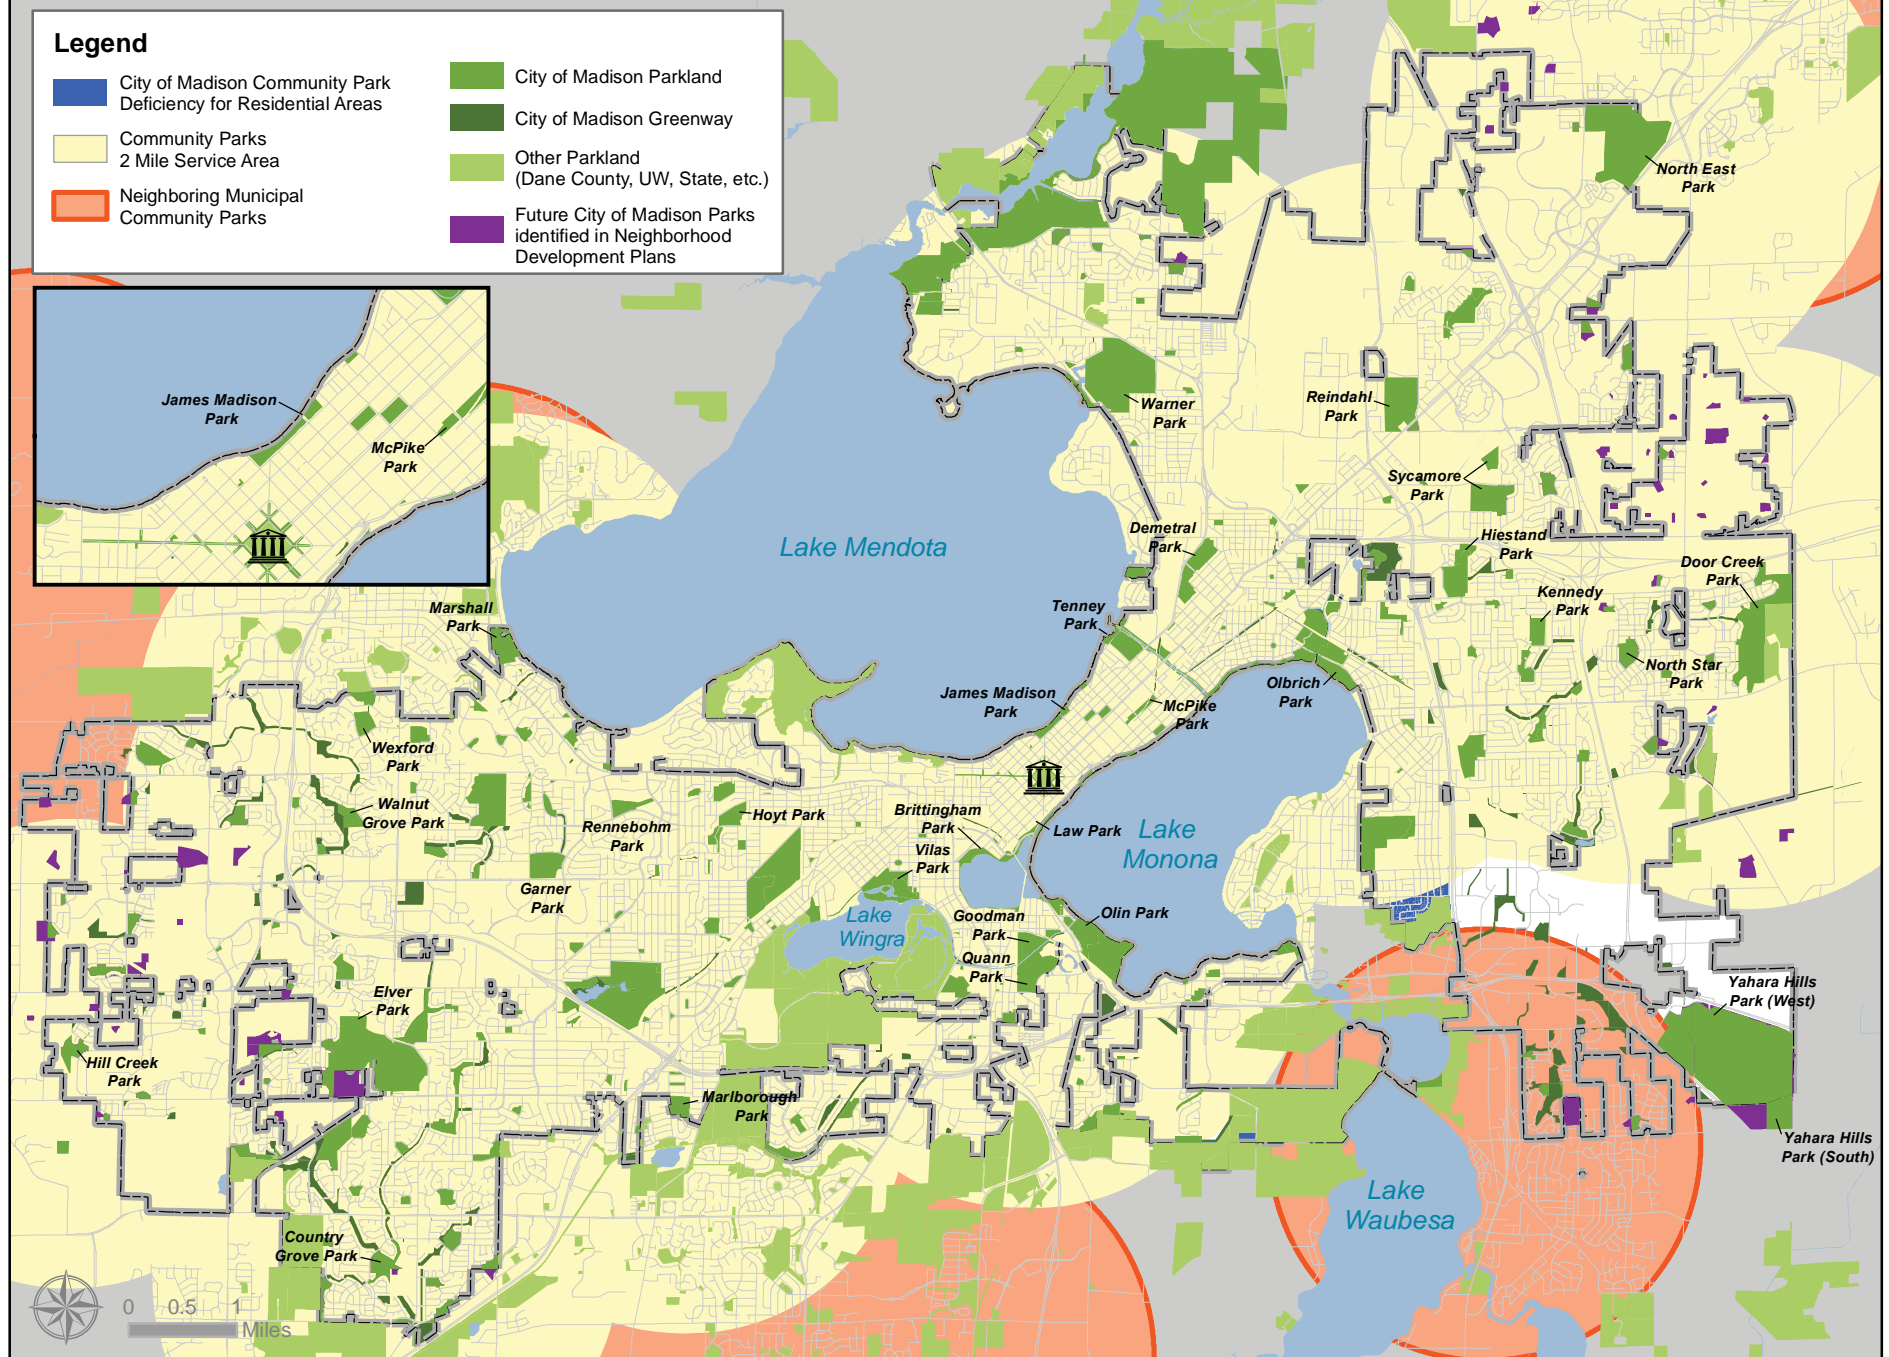 Legend
City of Madison Community Park
Deficiency for Residential Areas
Community Parks
2 Mile Service Area
Neighboring Municipal
Community Parks
City of Madison Parkland
City of Madison Greenway
Other Parkland
(Dane County, UW, State, etc.)
Future City of Madison Parks
identified in Neighborhood
Development Plans
James Madison
Park
McPike
Park
North East
Park
Warner
Park
Reindahl
Park
Sycamore
Park
Lake Mendota
Demetral
Park
Hiestand
Park
Door Creek
Park
Kennedy
Park
Marshall
Park
Tenney
Park
North Star
Park
Olbrich
Park
James Madison
Park
McPike
Park
Wexford
Park
Walnut
Grove Park
Rennebohm
Park
Hoyt Park
Brittingham
Park
Law Park
Lake
Monona
Vilas
Park
Garner
Park
Lake
Wingra
Goodman
Park
Olin Park
Quann
Park
Elver
Park
Yahara Hills
Park (West)
Hill Creek
Park
Marlborough
Park
Yahara Hills
Park (South)
Lake
Waubesa
Country
Grove Park
0 0.5 1
Miles